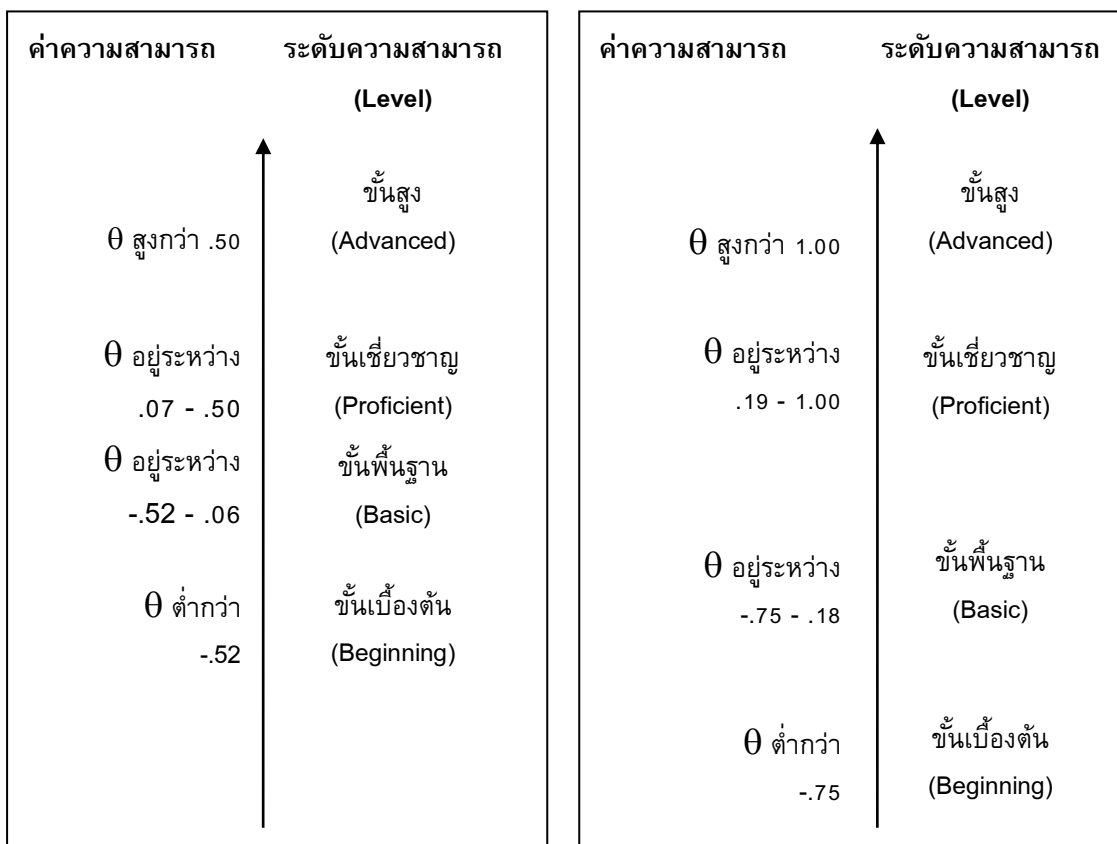 ค่าความสามารถ ระดับความสามารถ
(Level)
ขั้นสูง
θ สูงกว่า .50 (Advanced)
θ อยู่ระหว่าง ขั้นเชี่ยวชาญ
.07 - .50 (Proficient)
θ อยู่ระหว่าง ขั้นพื้นฐาน
-.52 - .06 (Basic)
θ ต่ำกว่า ขั้นเบื้องต้น
-.52 (Beginning)
ค่าความสามารถ ระดับความสามารถ
(Level)
ขั้นสูง
θ สูงกว่า 1.00 (Advanced)
θ อยู่ระหว่าง ขั้นเชี่ยวชาญ
.19 - 1.00 (Proficient)
θ อยู่ระหว่าง ขั้นพื้นฐาน
-.75 - .18 (Basic)
θ ต่ำกว่า ขั้นเบื้องต้น
-.75 (Beginning)